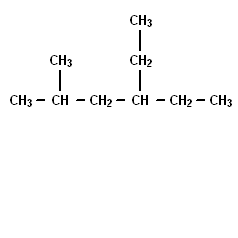 CH₃
CH₃ CH₂
CH₃ – CH – CH₂ – CH – CH₂ – CH₃